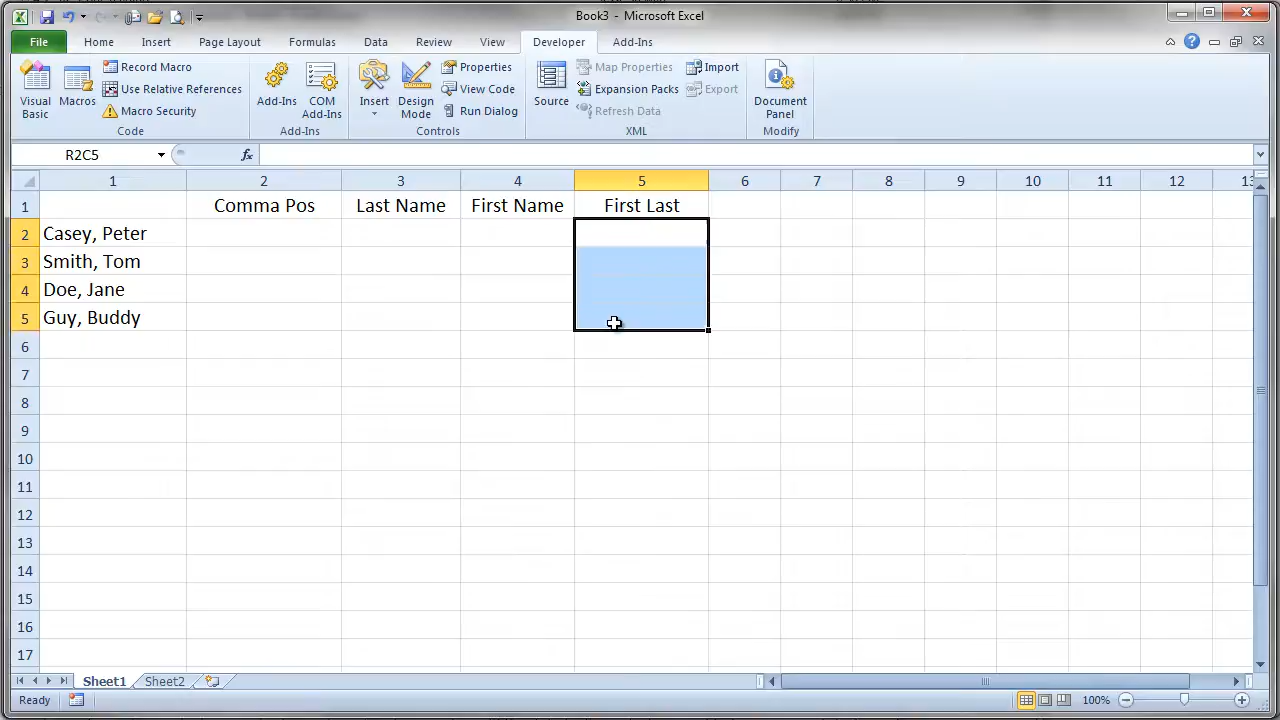 Book3 - Microsoft Excel
File Home Insert Page Layout Formulas Data Review View Developer Add-Ins
Visual Basic
Macros
Record Macro
Use Relative References
Macro Security
Code
Add-Ins
COM Add-Ins
Add-Ins
Insert
Design Mode
Properties
View Code
Run Dialog
Controls
Source
Map Properties
Expansion Packs
Refresh Data
Import
Export
XML
Document Panel
Modify
R2C5 fx
1 2 3 4 5 6 7 8 9 10 11 12 13
1 Comma Pos Last Name First Name First Last
2 Casey, Peter
3 Smith, Tom
4 Doe, Jane
5 Guy, Buddy
6
7
8
9
10
11
12
13
14
15
16
17
Sheet1 Sheet2
Ready 100%